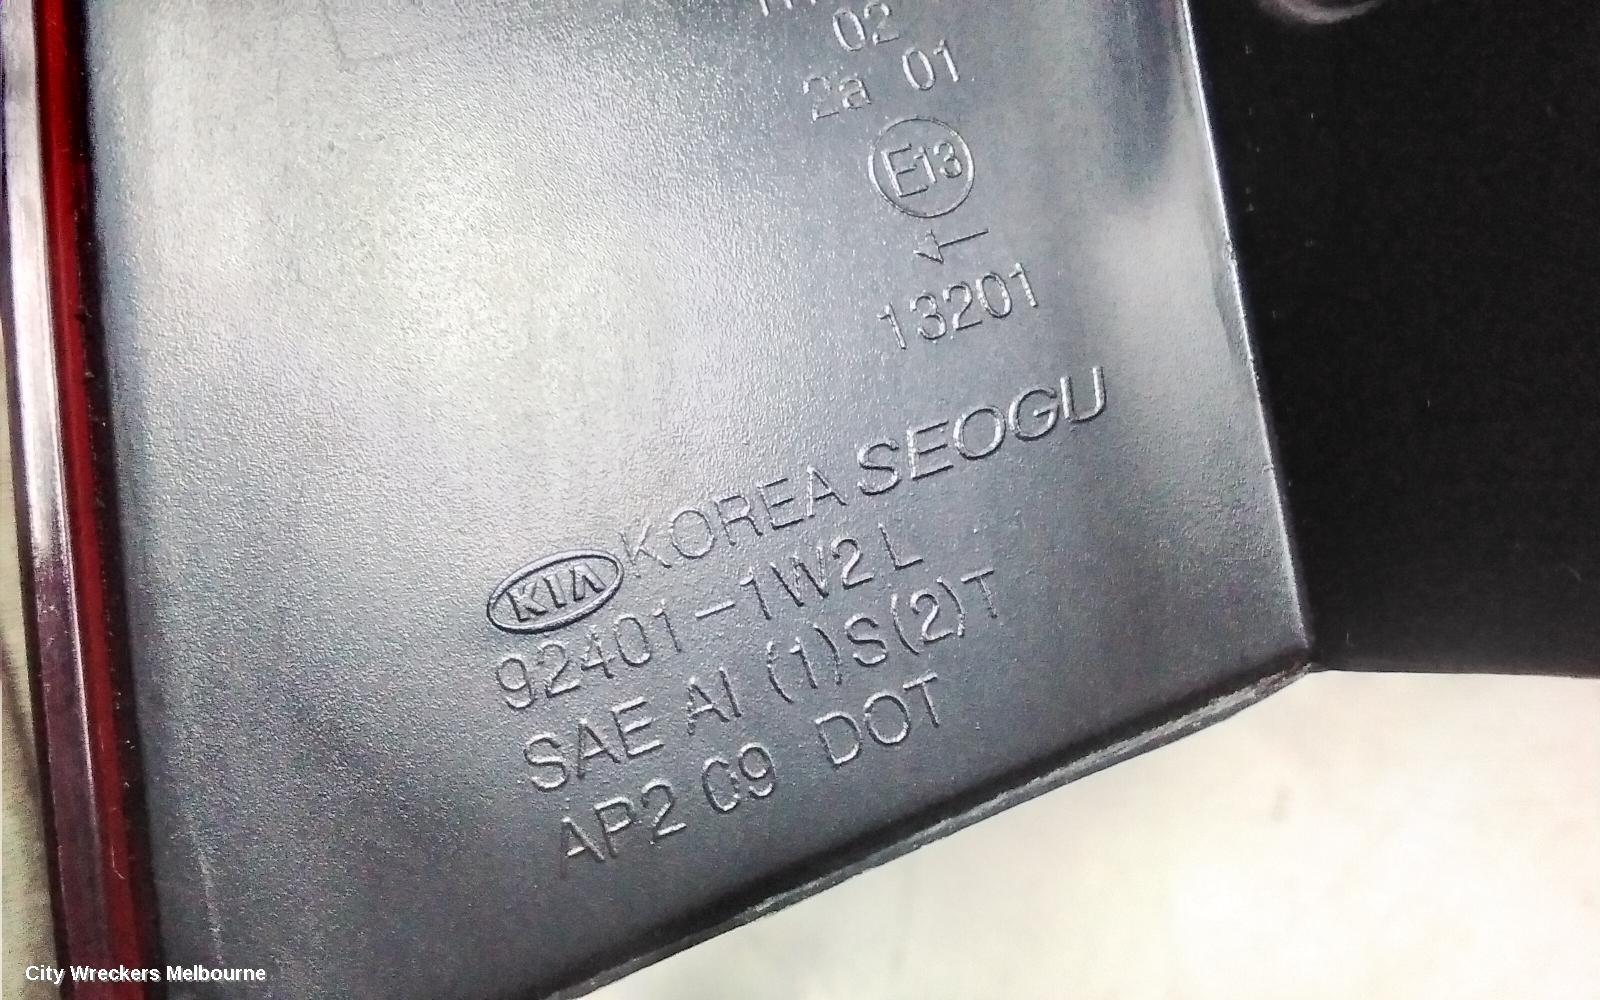 02
2a 01
E13
13201
KIA KOREA SEOGU
92401-1W2 L
SAE AI (1)S(2)T
AP2 09 DOT
City Wreckers Melbourne